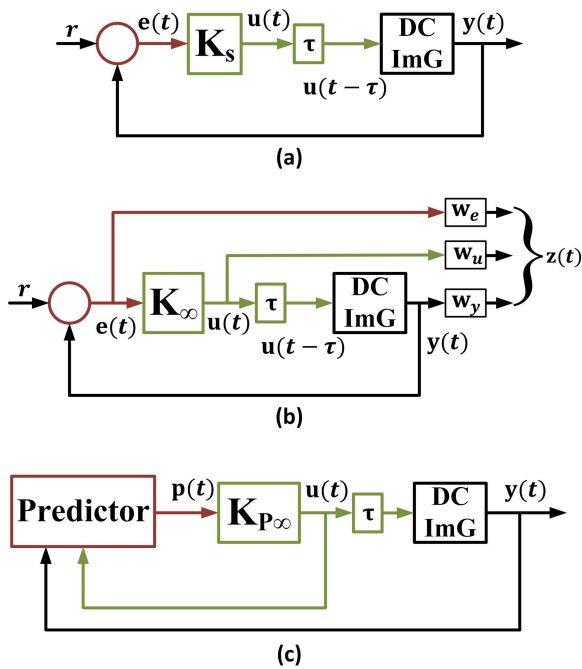 r e(t) K_s u(t) τ u(t − τ) DC ImG y(t)
(a)
w_e
w_u
w_y
z(t)
r e(t) K_∞ u(t) τ u(t − τ) DC ImG y(t)
(b)
Predictor p(t) K_P∞ u(t) τ DC ImG y(t)
(c)